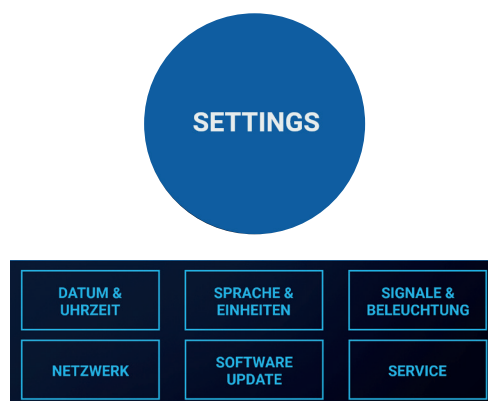 SETTINGS
DATUM &
UHRZEIT
SPRACHE &
EINHEITEN
SIGNALE &
BELEUCHTUNG
NETZWERK
SOFTWARE
UPDATE
SERVICE